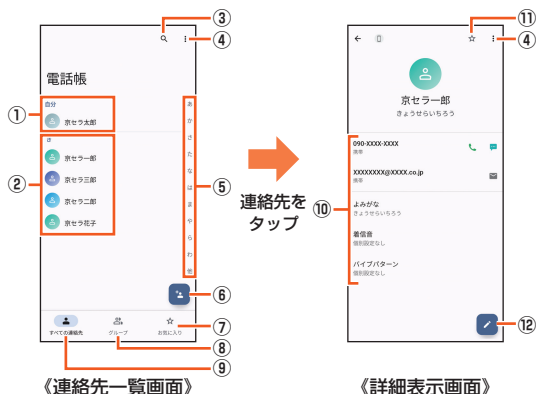 ③
④
電話帳
自分
①
京セラ太郎
き
②
京セラ一郎
京セラ三郎
京セラ二郎
京セラ花子
あ
か
さ
た
な
は
ま
や
ら
わ
他
⑤
⑥
すべての連絡先
グループ
お気に入り
⑦
⑧
⑨
《連絡先一覧画面》
連絡先を
タップ
⑪
④
京セラ一郎
きょうせらいちろう
090-XXXX-XXXX
携帯
XXXXXXXX@XXXX.co.jp
携帯
⑩
よみがな
きょうせらいちろう
着信音
個別設定なし
バイブパターン
個別設定なし
⑫
《詳細表示画面》